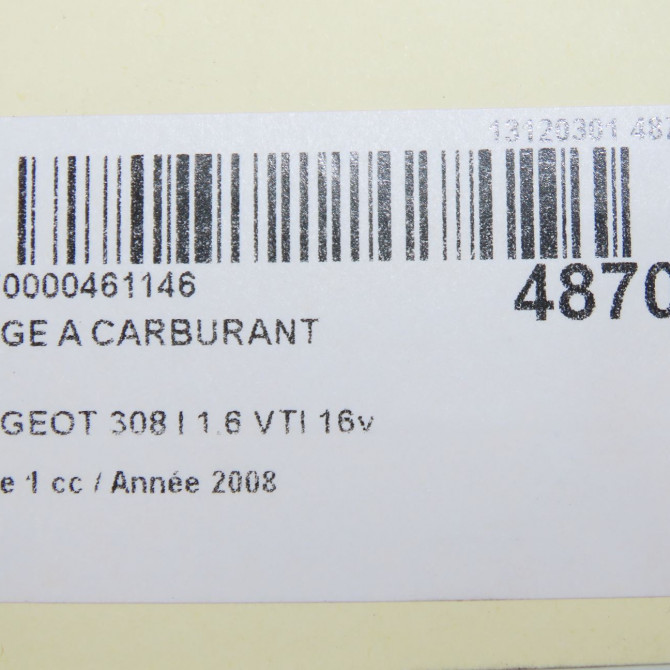 13120301 487
0000461146
4870
GE A CARBURANT
GEOT 308 I 1.6 VTI 16v
e 1 cc / Année 2008